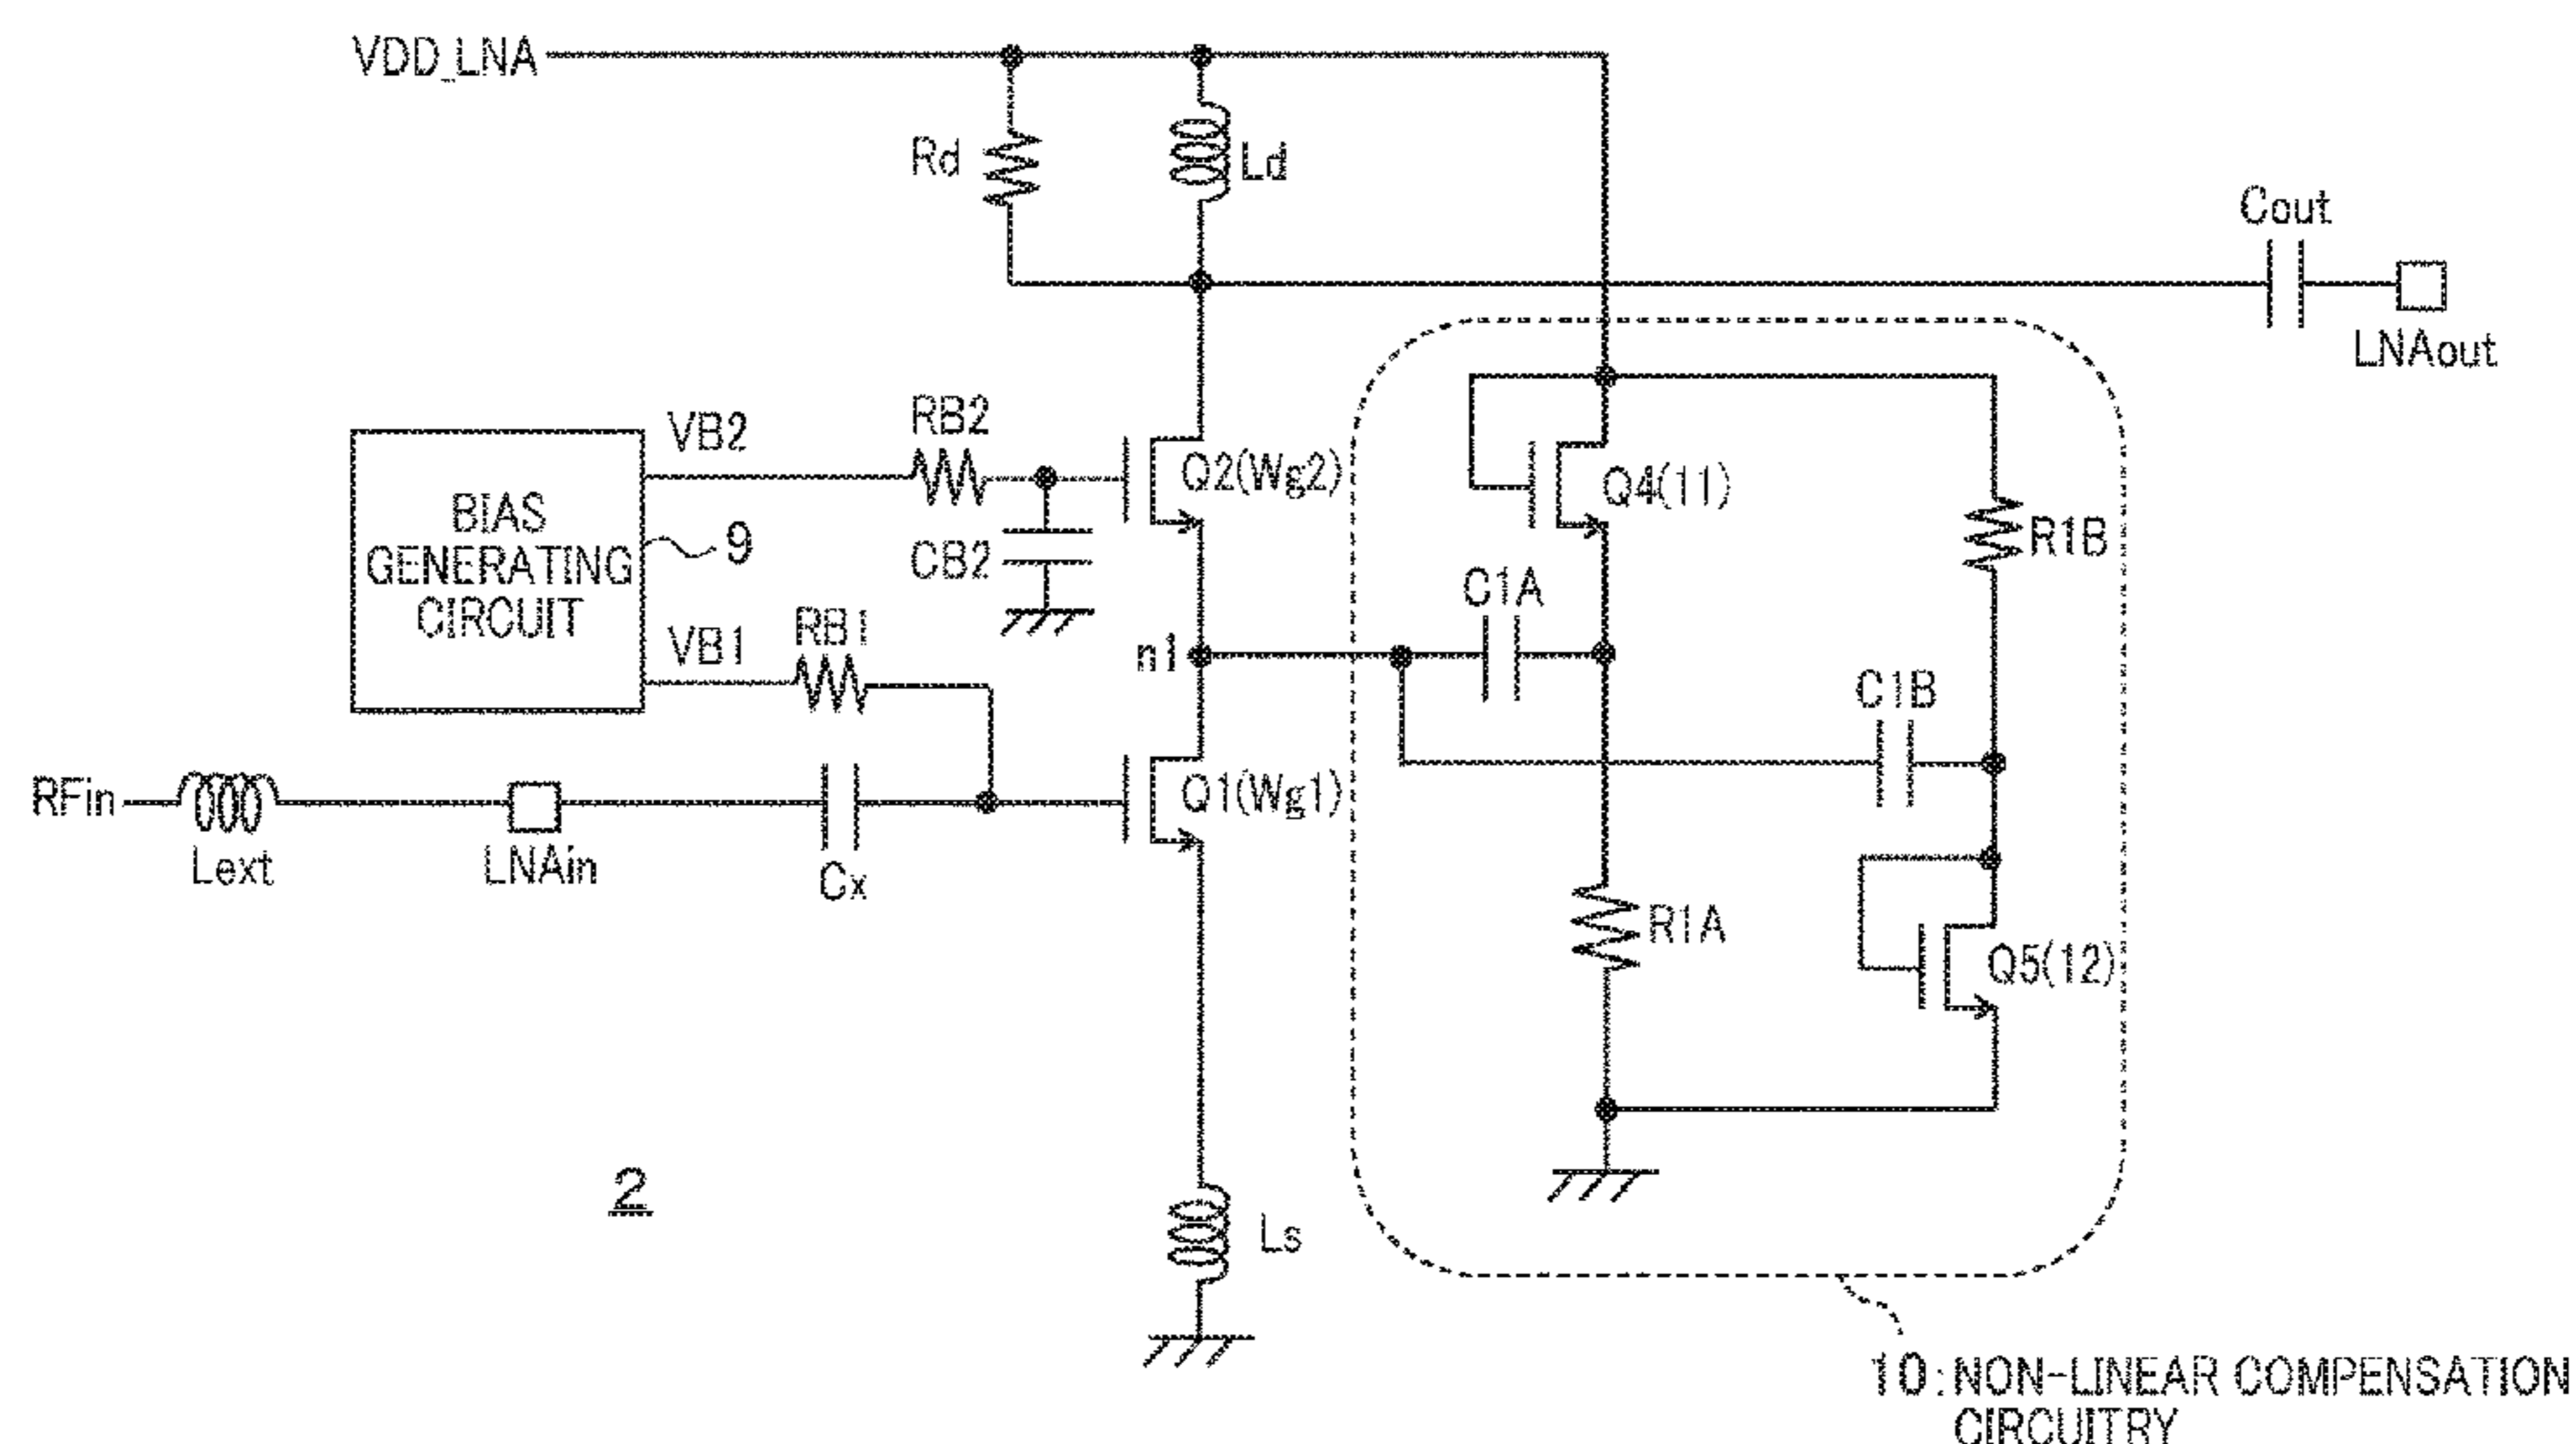 VDD_LNA
Rd
Ld
Cout
LNAout
VB2
RB2
Q2(Wg2)
Q4(11)
R1B
BIAS
GENERATING
CIRCUIT
9
CB2
C1A
VB1
RB1
n1
C1B
RFin
Lext
LNAin
Cx
Q1(Wg1)
R1A
Q5(12)
2
Ls
10:NON-LINEAR COMPENSATION
CIRCUITRY